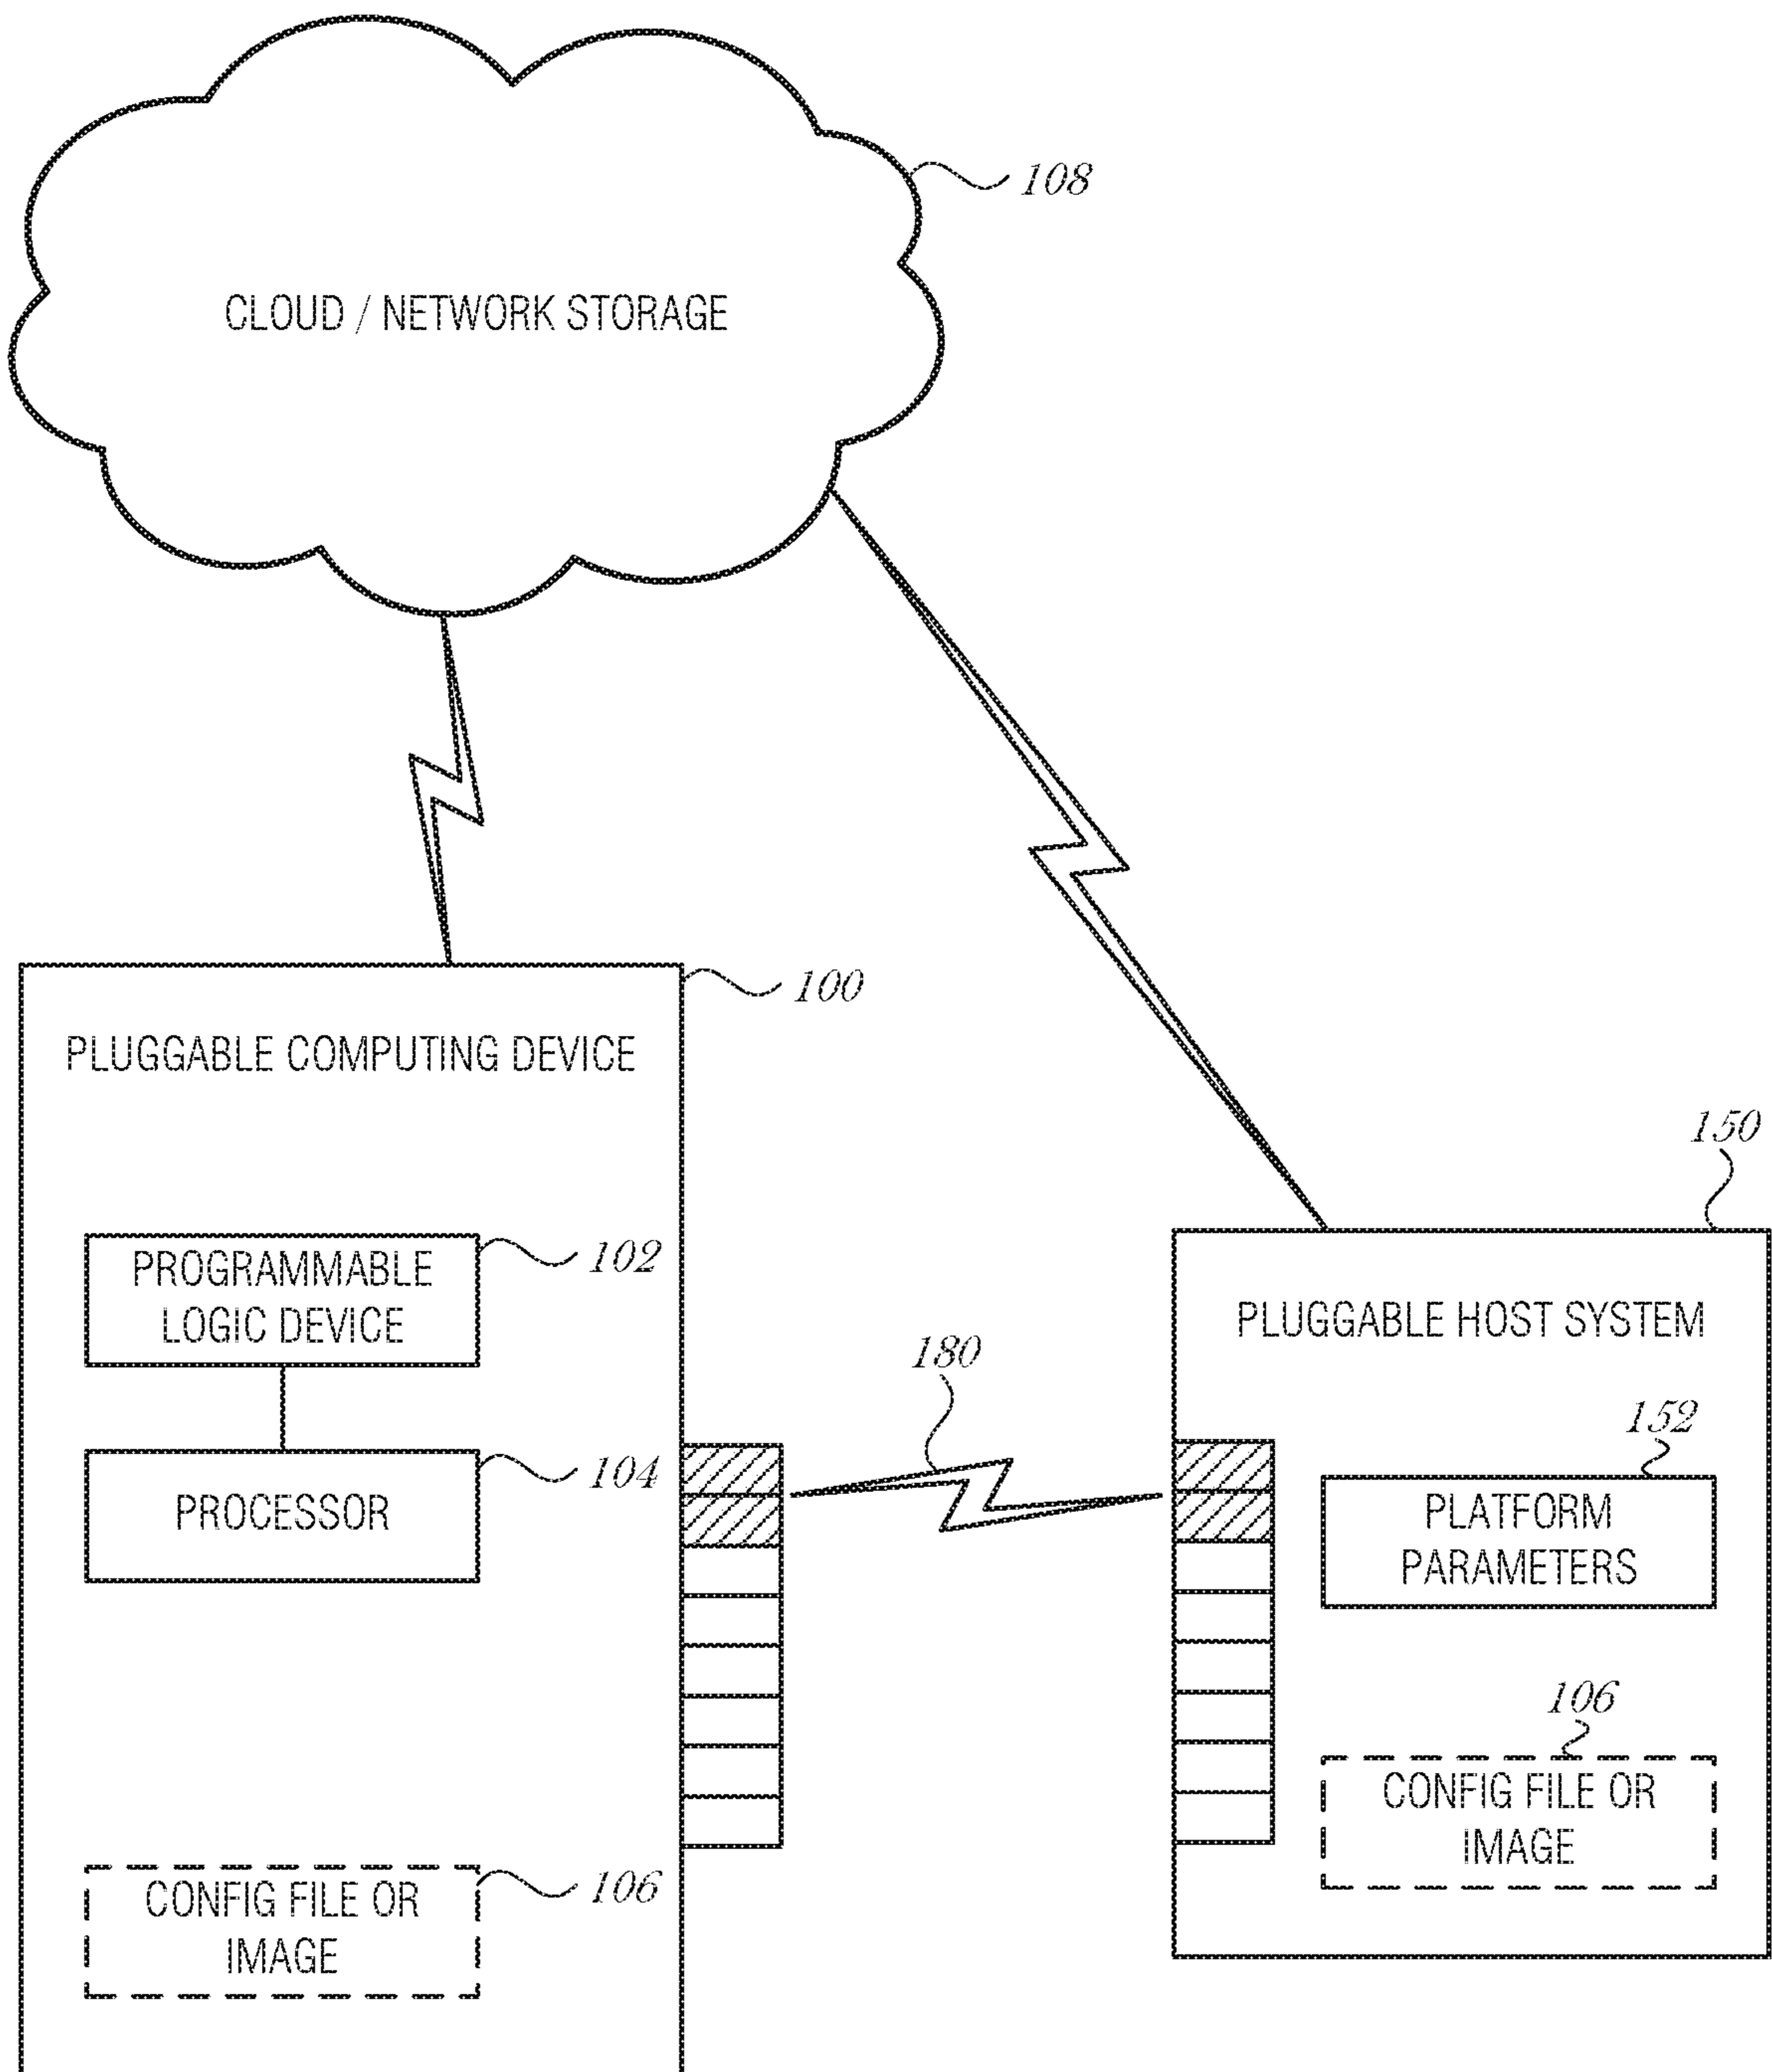 108
CLOUD / NETWORK STORAGE
100
PLUGGABLE COMPUTING DEVICE
150
102
PROGRAMMABLE
LOGIC DEVICE
PLUGGABLE HOST SYSTEM
180
152
104
PROCESSOR
PLATFORM
PARAMETERS
106
CONFIG FILE OR
IMAGE
106
CONFIG FILE OR
IMAGE